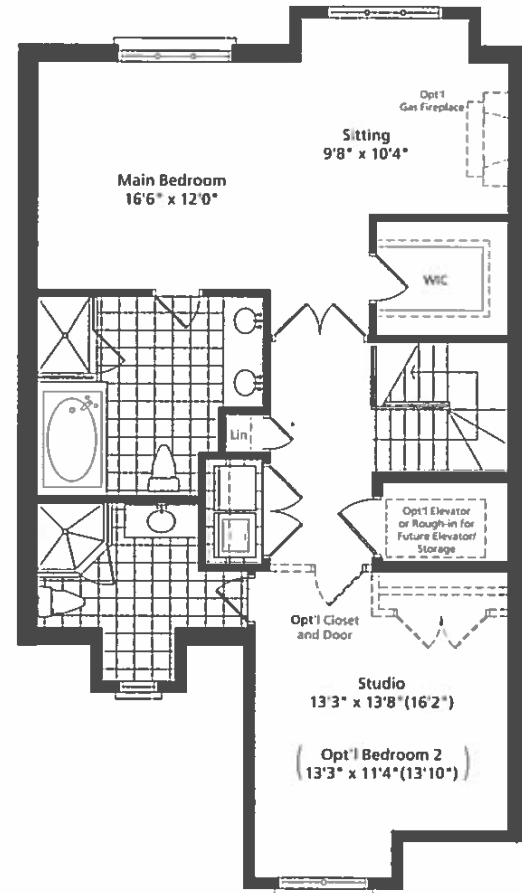 Opt'l
Gas Fireplace
Sitting
9'8" x 10'4"
Main Bedroom
16'6" x 12'0"
WIC
Lin
Opt'l Elevator
or Rough-in for
Future Elevator/
Storage
Opt'l Closet
and Door
Studio
13'3" x 13'8"(16'2")
(Opt'l Bedroom 2
13'3" x 11'4"(13'10"))